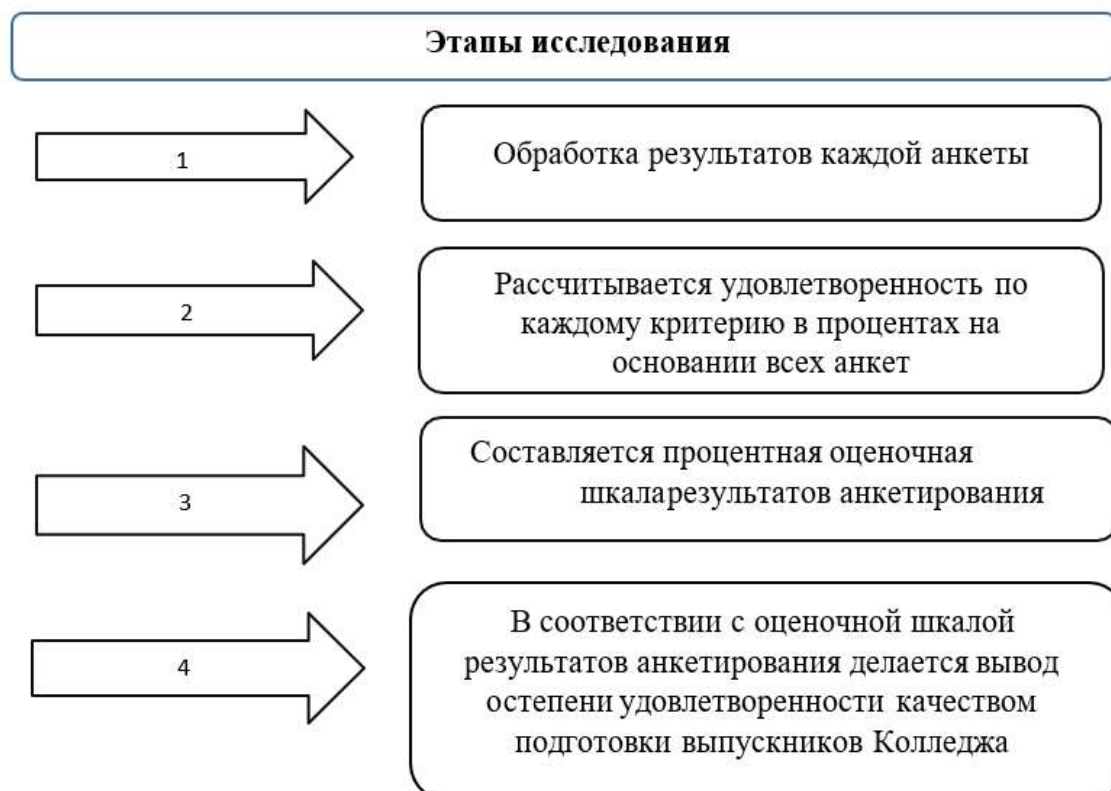 Этапы исследования
1
Обработка результатов каждой анкеты
2
Рассчитывается удовлетворенность по
каждому критерию в процентах на
основании всех анкет
3
Составляется процентная оценочная
шкаларезультатов анкетирования
4
В соответствии с оценочной шкалой
результатов анкетирования делается вывод
остепени удовлетворенности качеством
подготовки выпускников Колледжа